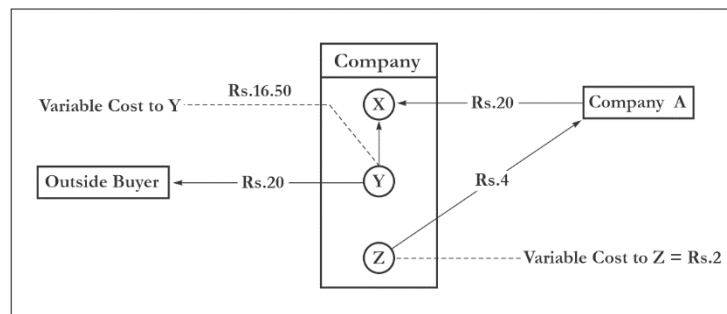 Company
Rs.16.50
Variable Cost to Y
X
Rs.20
Company A
Outside Buyer
Rs.20
Y
Rs.4
Z
Variable Cost to Z = Rs.2